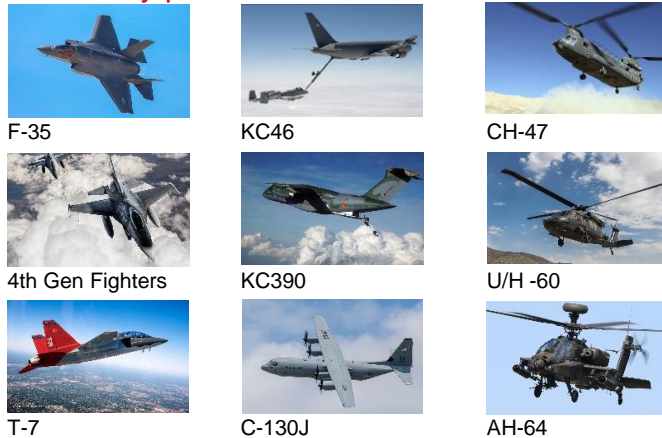 F-35
KC46
CH-47
4th Gen Fighters
KC390
U/H -60
T-7
C-130J
AH-64